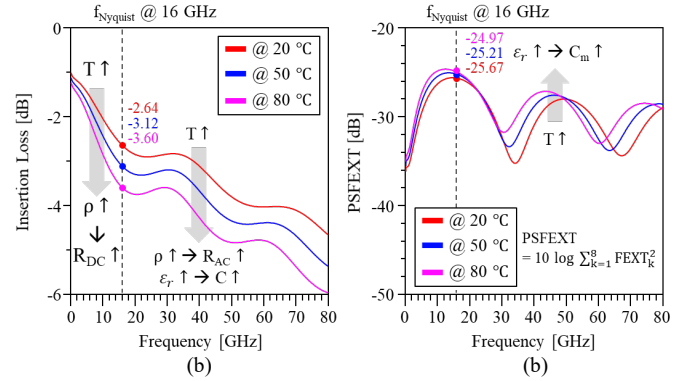 f_Nyquist @ 16 GHz
(b)
0
-2
-4
-6
Insertion Loss [dB]
T↑
-2.64
-3.12
-3.60
@ 20 ℃
@ 50 ℃
@ 80 ℃
T↑
ρ↑
↓
R_DC ↑
ρ↑→R_AC ↑
ε_r ↑→C↑
0 10 20 30 40 50 60 70 80
Frequency [GHz]
(b)
f_Nyquist @ 16 GHz
-20
-30
-40
-50
PSFEXT [dB]
-24.97
-25.21
-25.67
ε_r ↑→ C_m ↑
T↑
@ 20 ℃
@ 50 ℃
@ 80 ℃
PSFEXT
= 10 log ∑⁸ₖ₌₁ FEXT²ₖ
0 10 20 30 40 50 60 70 80
Frequency [GHz]
(b)